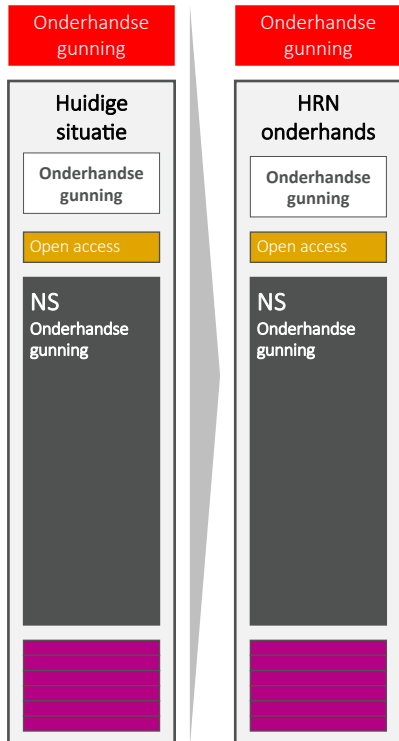 Onderhandse
gunning
Huidige
situatie
Onderhandse
gunning
Open access
NS
Onderhandse
gunning
Onderhandse
gunning
HRN
onderhands
Onderhandse
gunning
Open access
NS
Onderhandse
gunning